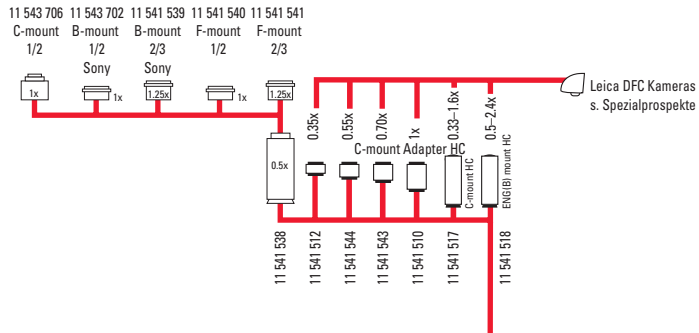 11 543 706 11 543 702 11 541 539 11 541 540 11 541 541
C-mount B-mount B-mount F-mount F-mount
1/2 1/2 2/3 1/2 2/3
Sony Sony
1x 1x 1.25x 1x 1.25x
Leica DFC Kameras
s. Spezialprospekte
0.35x 0.55x 0.70x 1x 0.33–1.6x 0.5–2.4x
C-mount Adapter HC
0.5x
C-mount HC
ENG(B) mount HC
11 541 538 11 541 512 11 541 544 11 541 543 11 541 510 11 541 517 11 541 518